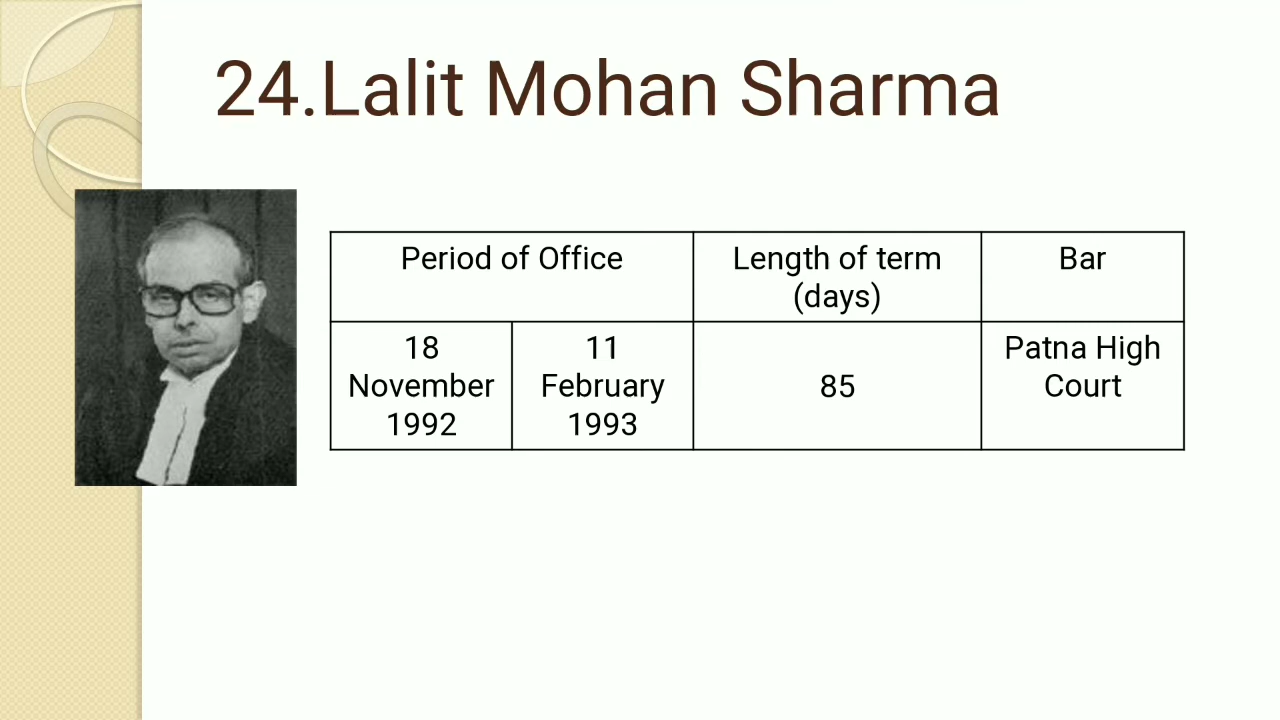 24.Lalit Mohan Sharma
Period of Office
Length of term
(days)
Bar
18
November
1992
11
February
1993
85
Patna High
Court